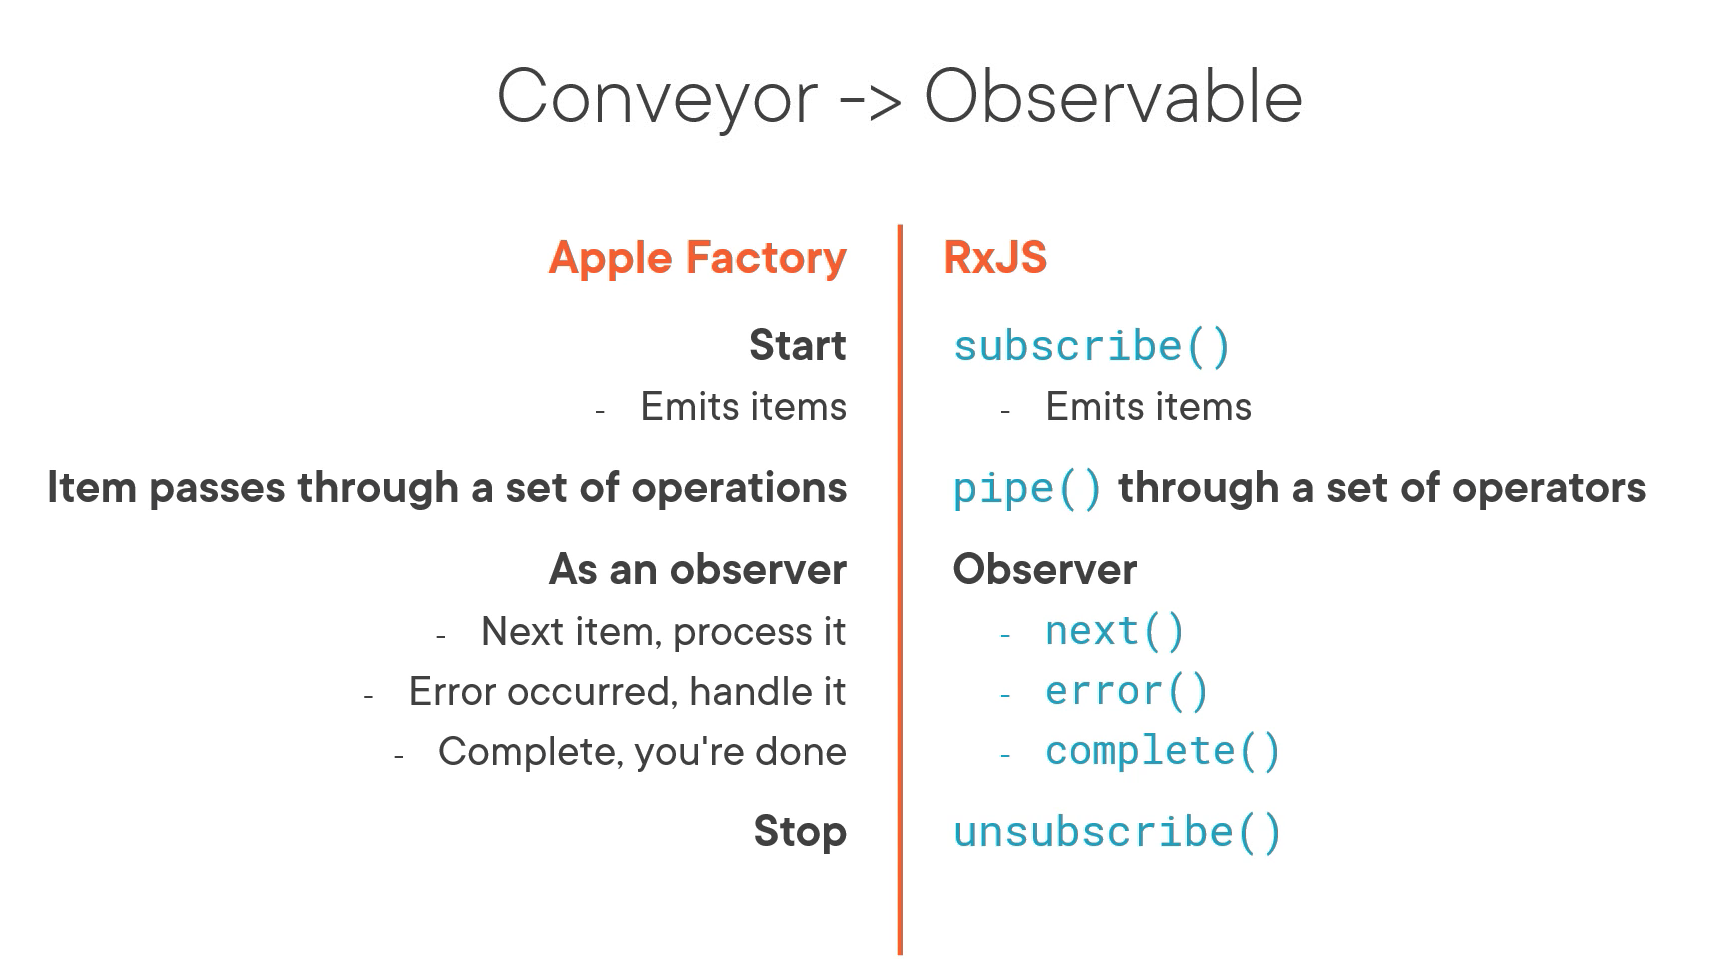 Conveyor -> Observable
Apple Factory
Start
- Emits items
Item passes through a set of operations
As an observer
- Next item, process it
- Error occurred, handle it
- Complete, you're done
Stop
RxJS
subscribe()
- Emits items
pipe() through a set of operators
Observer
- next()
- error()
- complete()
unsubscribe()